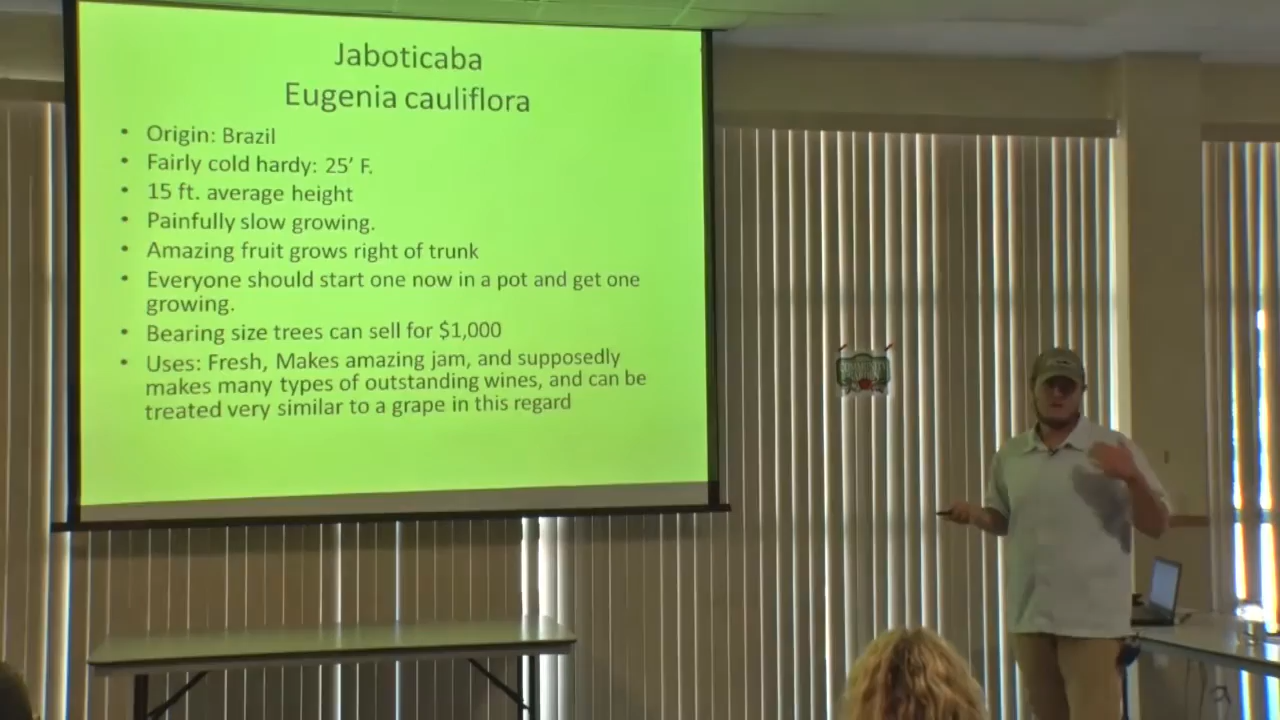 Jaboticaba
Eugenia cauliflora
• Origin: Brazil
• Fairly cold hardy: 25' F.
• 15 ft. average height
• Painfully slow growing.
• Amazing fruit grows right of trunk
• Everyone should start one now in a pot and get one
growing.
• Bearing size trees can sell for $1,000
• Uses: Fresh, Makes amazing jam, and supposedly
makes many types of outstanding wines, and can be
treated very similar to a grape in this regard